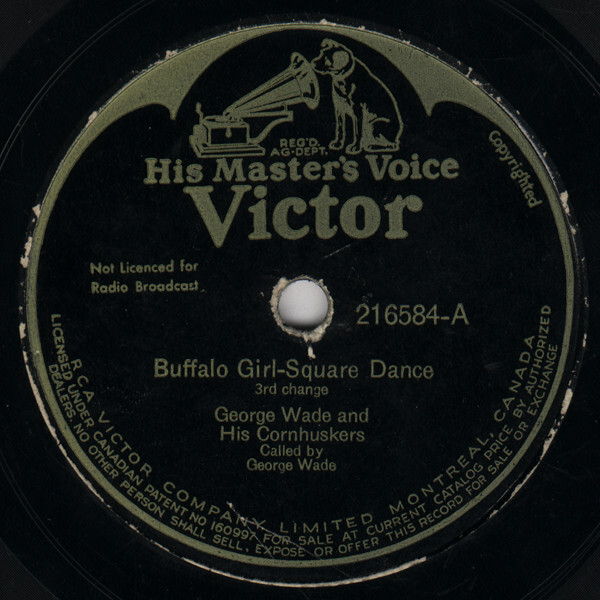 REG'D.
AG-DEPT.
His Master's Voice
Victor
Copyrighted
Not Licenced for
Radio Broadcast
216584-A
Buffalo Girl-Square Dance
3rd change
George Wade and
His Cornhuskers
Called by
George Wade
RCA VICTOR COMPANY LIMITED MONTREAL, CANADA
LICENSED UNDER CANADIAN PATENT NO 160997 FOR SALE AT CURRENT CATALOG PRICE BY AUTHORIZED
DEALERS. NO OTHER PERSON SHALL SELL, EXPOSE OR OFFER THIS RECORD FOR SALE OR EXCHANGE